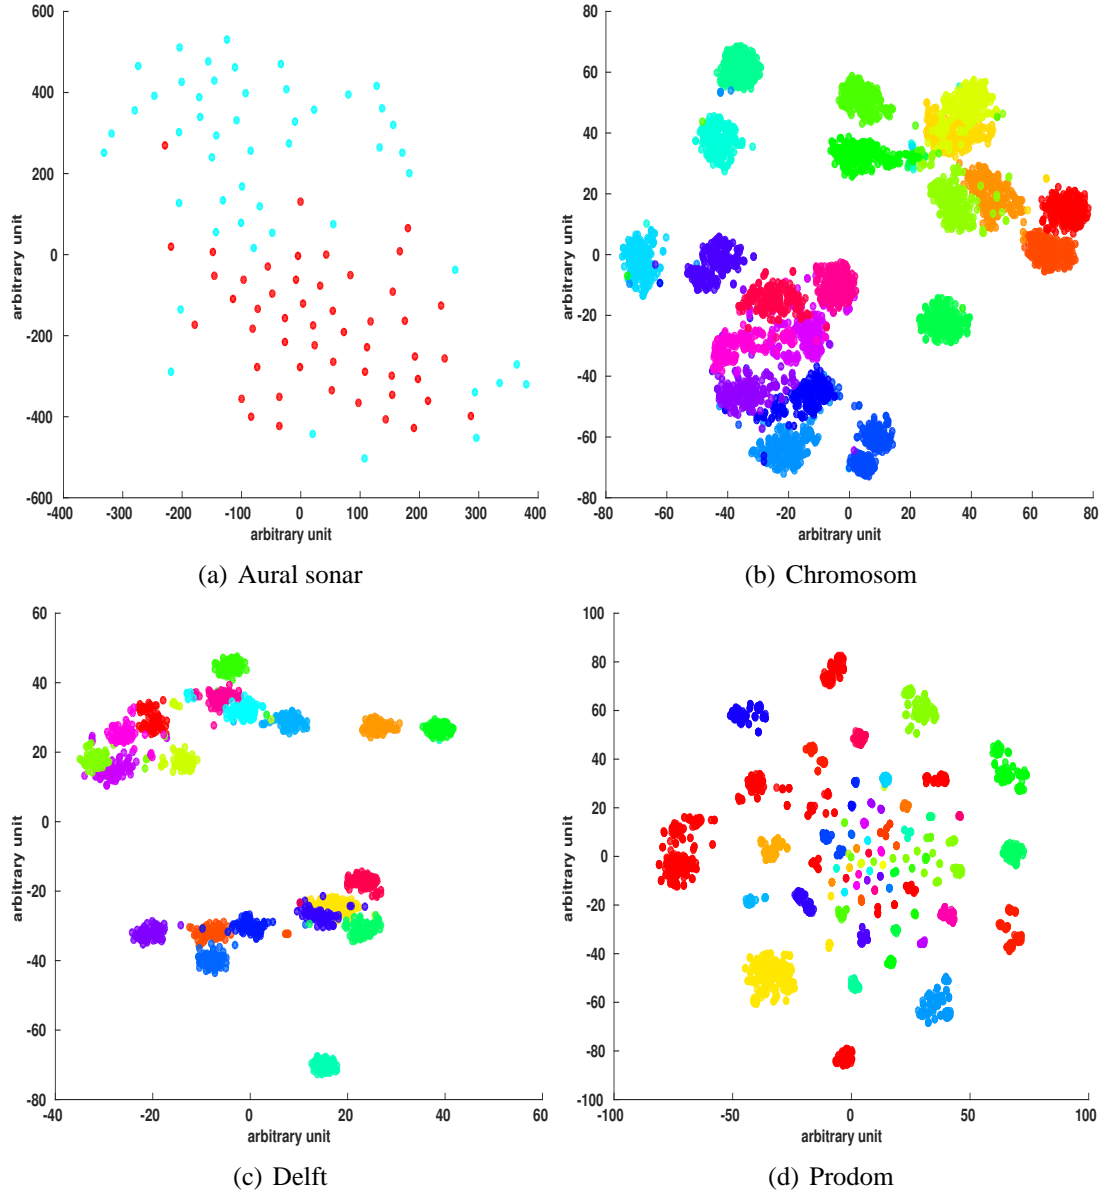 600
400
200
0
-200
-400
-600
arbitrary unit
-400 -300 -200 -100 0 100 200 300 400
arbitrary unit
(a) Aural sonar
80
60
40
20
0
-20
-40
-60
-80
arbitrary unit
-80 -60 -40 -20 0 20 40 60 80
arbitrary unit
(b) Chromosom
60
40
20
0
-20
-40
-60
-80
arbitrary unit
-40 -20 0 20 40 60
arbitrary unit
(c) Delft
100
80
60
40
20
0
-20
-40
-60
-80
-100
arbitrary unit
-100 -50 0 50 100
arbitrary unit
(d) Prodom